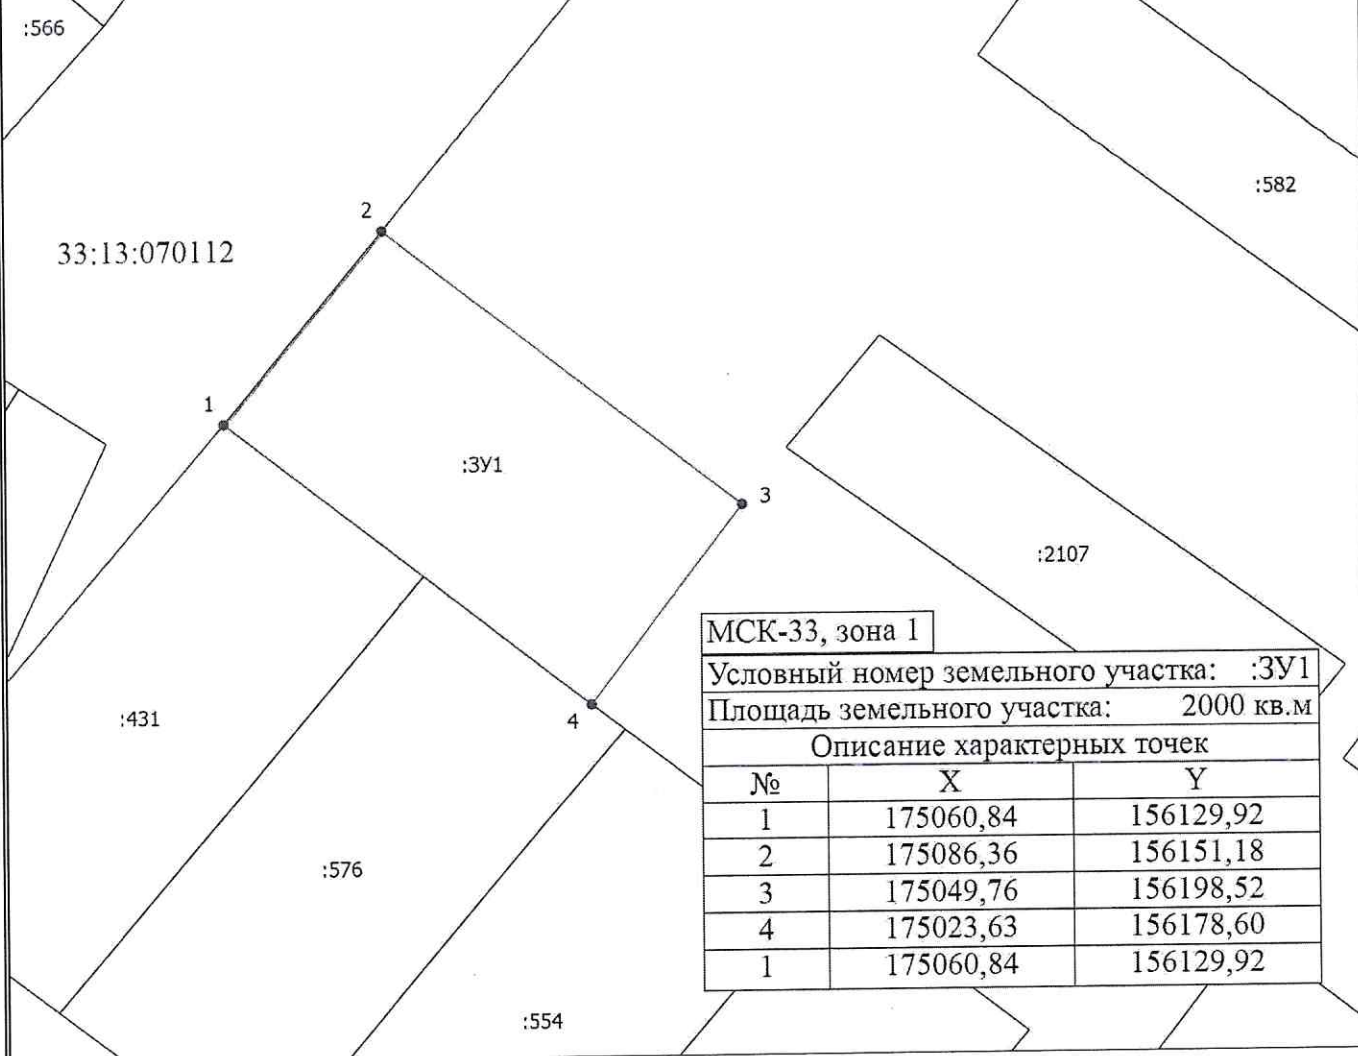 :566
:582
2
33:13:070112
1
:ЗУ1
3
:2107
МСК-33, зона 1
Условный номер земельного участка: :ЗУ1
Площадь земельного участка: 2000 кв.м
:431
4
Описание характерных точек
№ X Y
1 175060,84 156129,92
2 175086,36 156151,18
3 175049,76 156198,52
4 175023,63 156178,60
1 175060,84 156129,92
:576
:554